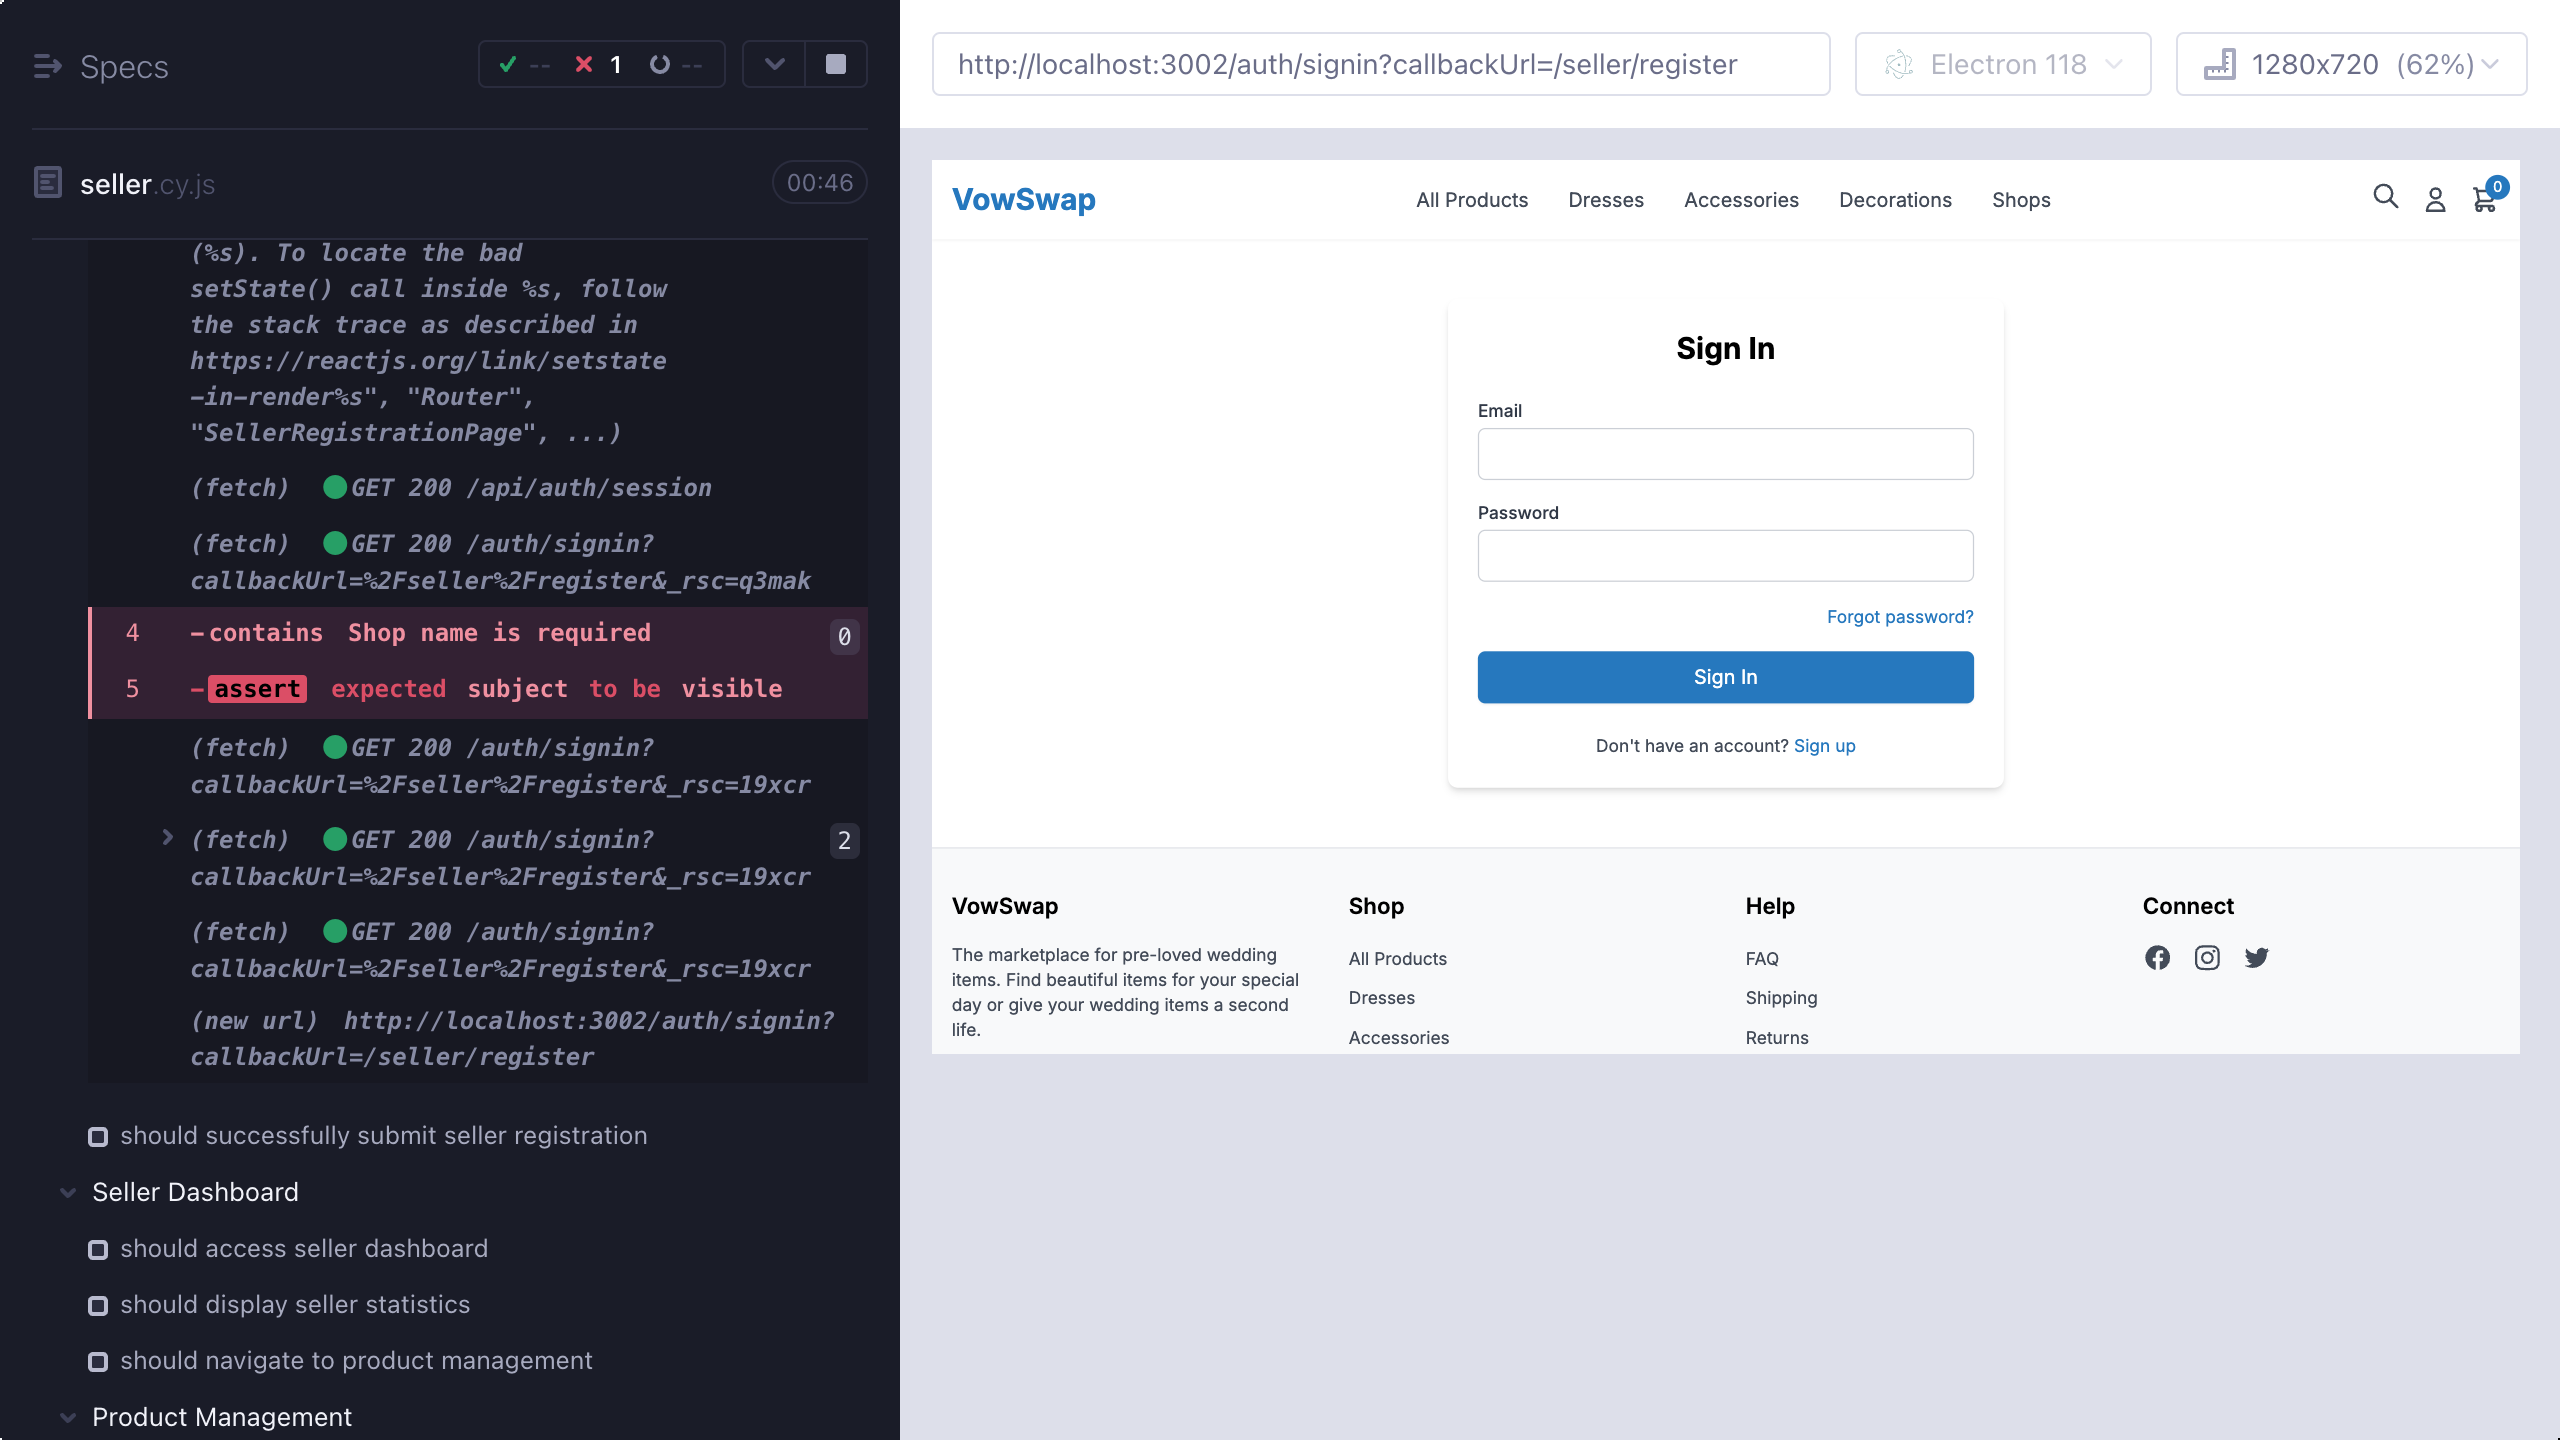 Specs
-- 1 --
seller.cy.js
00:46
(%s). To locate the bad
setState() call inside %s, follow
the stack trace as described in
https://reactjs.org/link/setstate
-in-render%s", "Router",
"SellerRegistrationPage", ...)
(fetch) GET 200 /api/auth/session
(fetch) GET 200 /auth/signin?
callbackUrl=%2Fseller%2Fregister&_rsc=q3mak
4 -contains Shop name is required 0
5 -assert expected subject to be visible
(fetch) GET 200 /auth/signin?
callbackUrl=%2Fseller%2Fregister&_rsc=19xcr
(fetch) GET 200 /auth/signin? 2
callbackUrl=%2Fseller%2Fregister&_rsc=19xcr
(fetch) GET 200 /auth/signin?
callbackUrl=%2Fseller%2Fregister&_rsc=19xcr
(new url) http://localhost:3002/auth/signin?
callbackUrl=/seller/register
should successfully submit seller registration
Seller Dashboard
should access seller dashboard
should display seller statistics
should navigate to product management
Product Management
http://localhost:3002/auth/signin?callbackUrl=/seller/register
Electron 118
1280x720 (62%)
VowSwap
All Products Dresses Accessories Decorations Shops
0
Sign In
Email
Password
Forgot password?
Sign In
Don't have an account? Sign up
VowSwap
The marketplace for pre-loved wedding
items. Find beautiful items for your special
day or give your wedding items a second
life.
Shop
All Products
Dresses
Accessories
Help
FAQ
Shipping
Returns
Connect